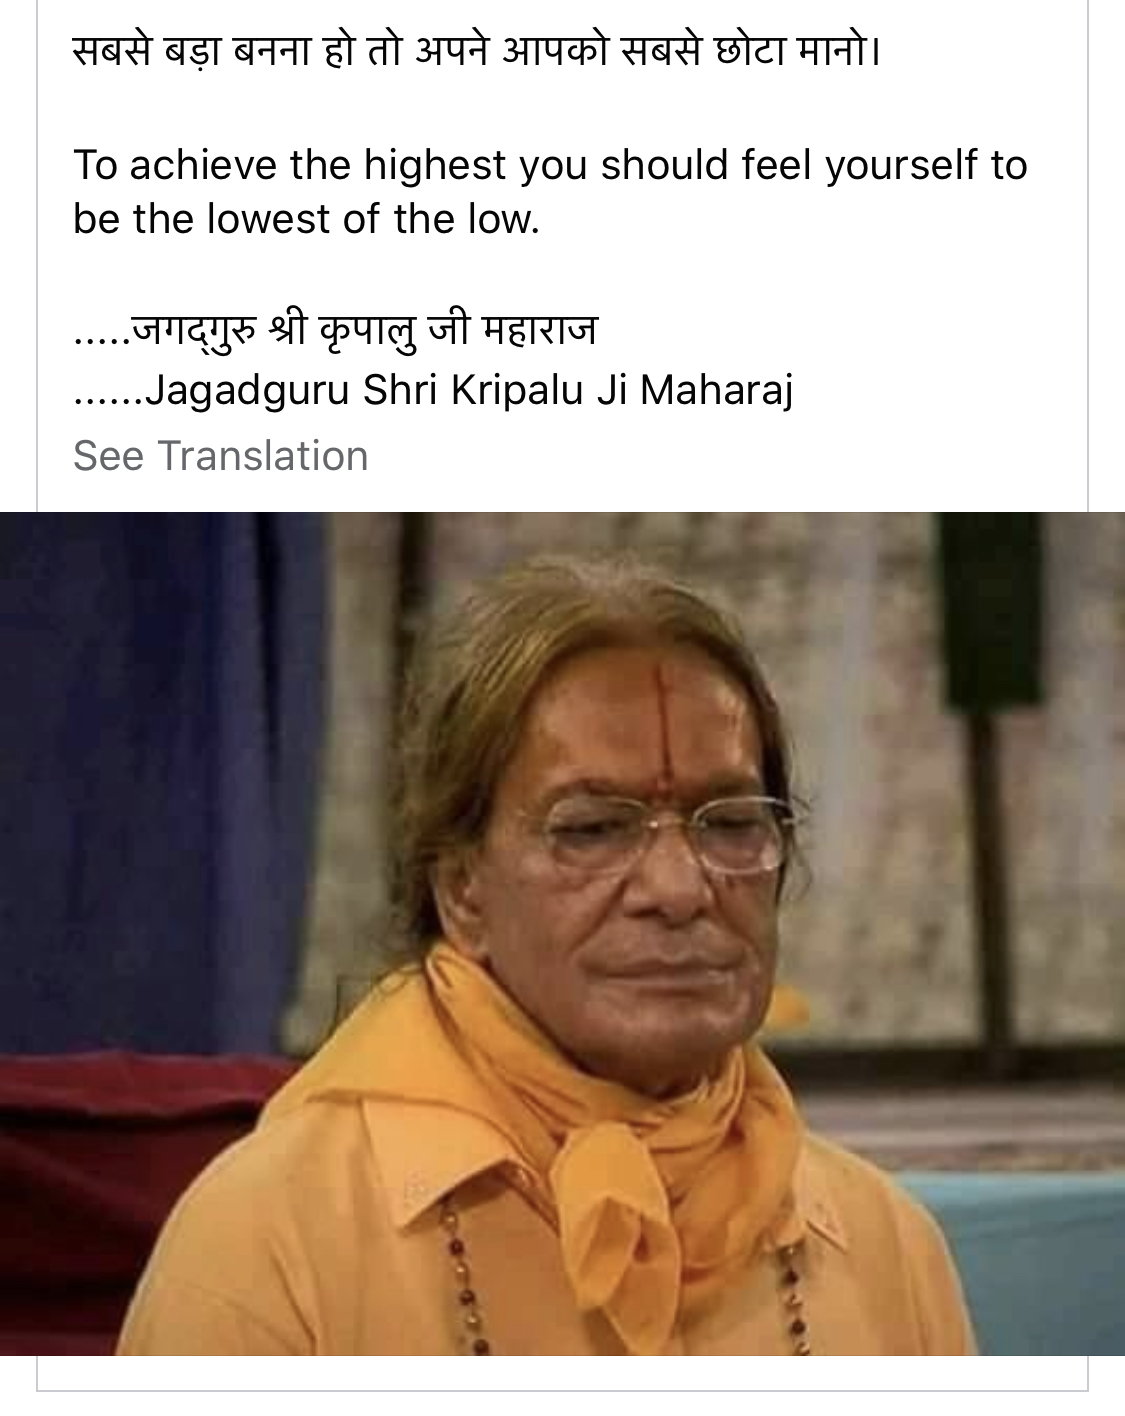 सबसे बड़ा बनना हो तो अपने आपको सबसे छोटा मानो।
To achieve the highest you should feel yourself to
be the lowest of the low.
.....जगद्गुरु श्री कृपालु जी महाराज
......Jagadguru Shri Kripalu Ji Maharaj
See Translation